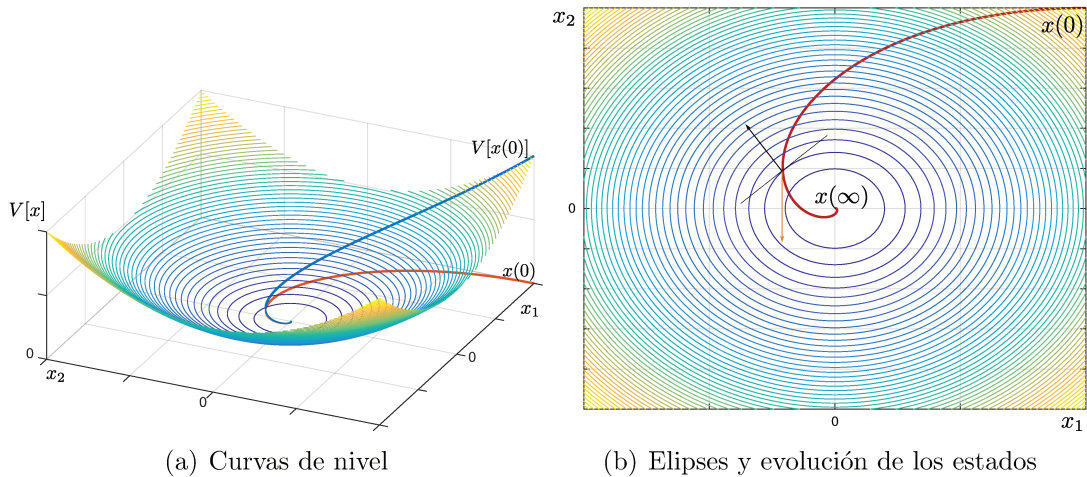 V[x(0)]
V[x]
x(0)
x₁
0
0
x₂
0
(a) Curvas de nivel
x₂
x(0)
x(∞)
0
0
x₁
(b) Elipses y evolución de los estados